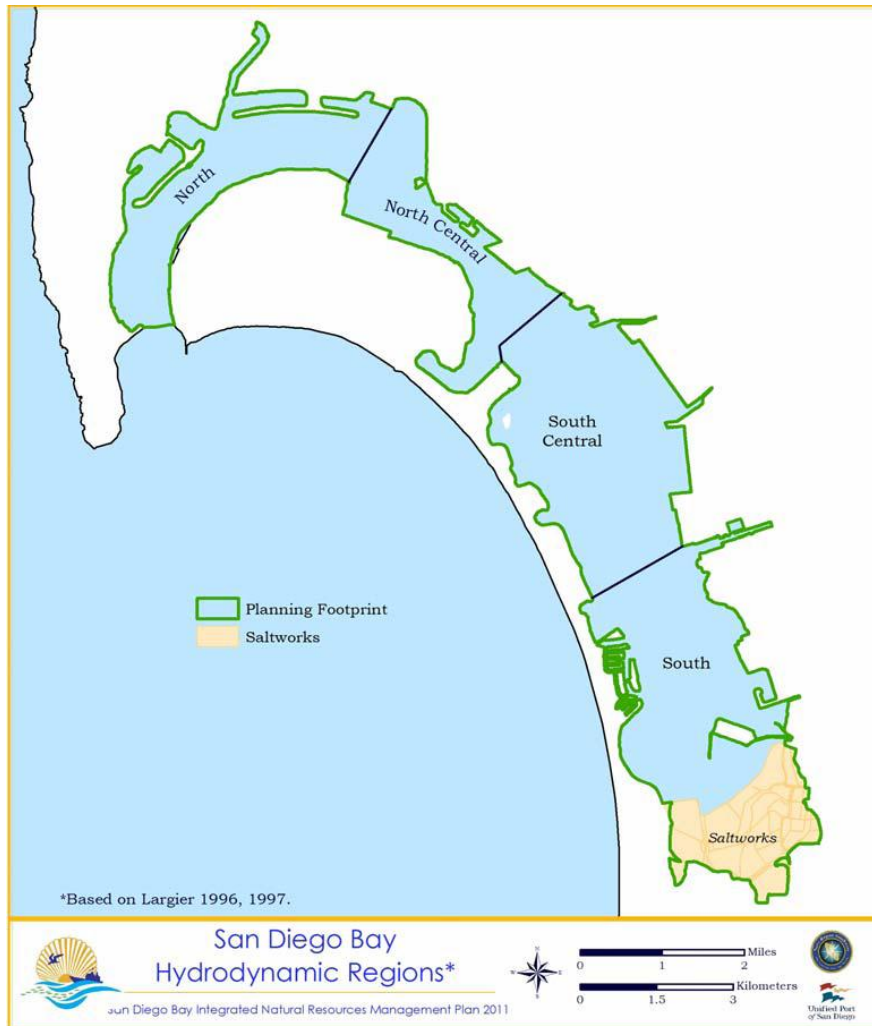 North
North Central
South
Central
South
Planning Footprint
Saltworks
Saltworks
*Based on Largier 1996, 1997.
San Diego Bay
Hydrodynamic Regions*
San Diego Bay Integrated Natural Resources Management Plan 2011
N
W
E
S
Miles
0 1 2
Kilometers
0 1.5 3
Unified Port
of San Diego